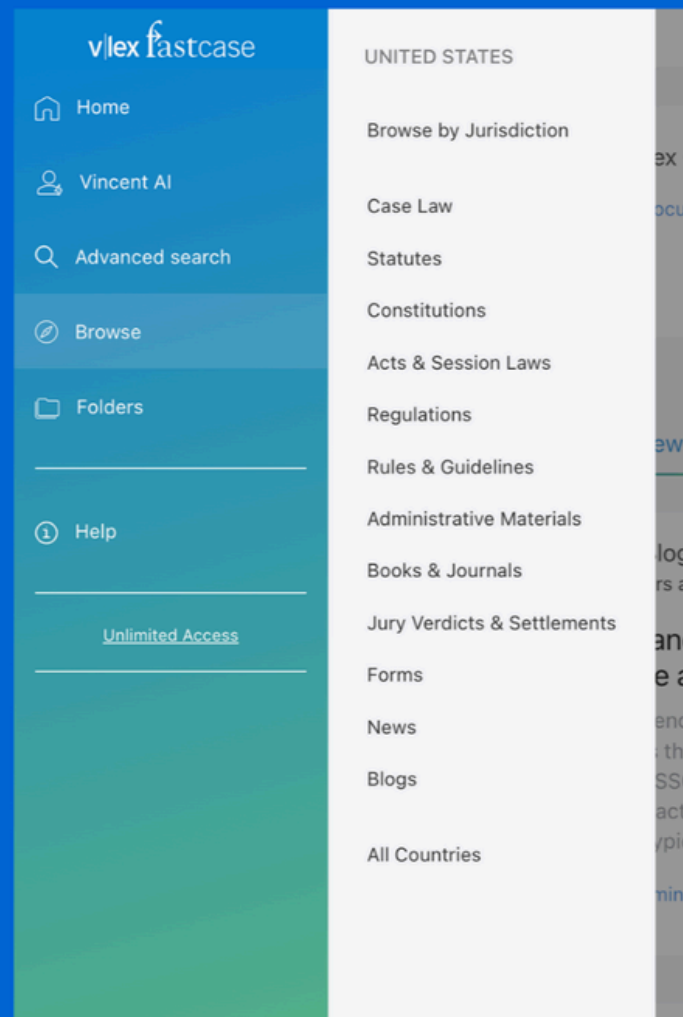 v|lex fastcase
Home
Vincent AI
Advanced search
Browse
Folders
Help
Unlimited Access
UNITED STATES
Browse by Jurisdiction
Case Law
Statutes
Constitutions
Acts & Session Laws
Regulations
Rules & Guidelines
Administrative Materials
Books & Journals
Jury Verdicts & Settlements
Forms
News
Blogs
All Countries